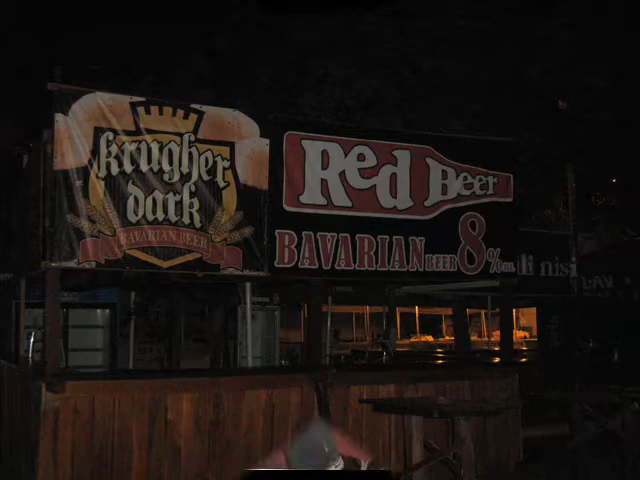 krugher
dark
BAVARIAN BEER
Red Beer
BAVARIAN BEER 8%